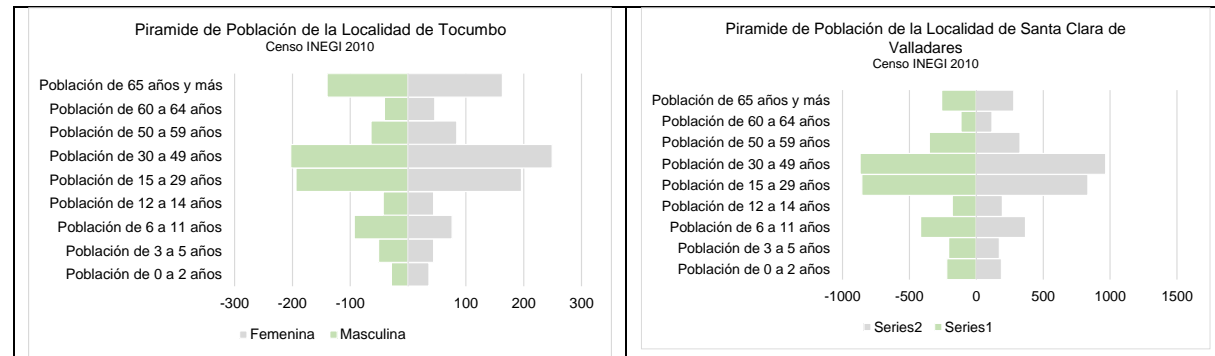 Piramide de Población de la Localidad de Tocumbo
Censo INEGI 2010
Población de 65 años y más
Población de 60 a 64 años
Población de 50 a 59 años
Población de 30 a 49 años
Población de 15 a 29 años
Población de 12 a 14 años
Población de 6 a 11 años
Población de 3 a 5 años
Población de 0 a 2 años
-300 -200 -100 0 100 200 300
Femenina Masculina
Piramide de Población de la Localidad de Santa Clara de
Valladares
Censo INEGI 2010
Población de 65 años y más
Población de 60 a 64 años
Población de 50 a 59 años
Población de 30 a 49 años
Población de 15 a 29 años
Población de 12 a 14 años
Población de 6 a 11 años
Población de 3 a 5 años
Población de 0 a 2 años
-1000 -500 0 500 1000 1500
Series2 Series1